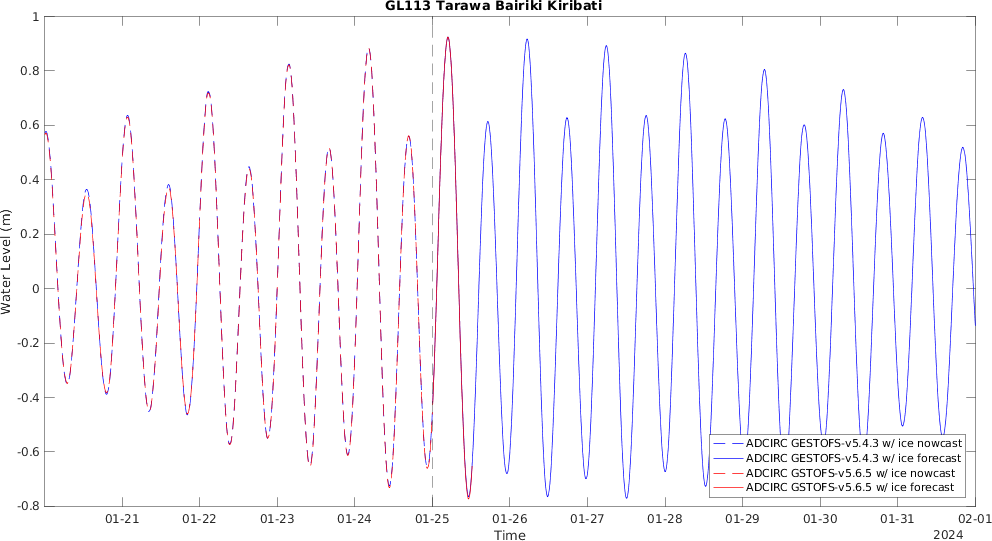 GL113 Tarawa Bairiki Kiribati
Water Level (m)
1
0.8
0.6
0.4
0.2
0
-0.2
-0.4
-0.6
-0.8
01-21 01-22 01-23 01-24 01-25 01-26 01-27 01-28 01-29 01-30 01-31 02-01
Time
2024
ADCIRC GESTOFS-v5.4.3 w/ ice nowcast
ADCIRC GESTOFS-v5.4.3 w/ ice forecast
ADCIRC GSTOFS-v5.6.5 w/ ice nowcast
ADCIRC GSTOFS-v5.6.5 w/ ice forecast